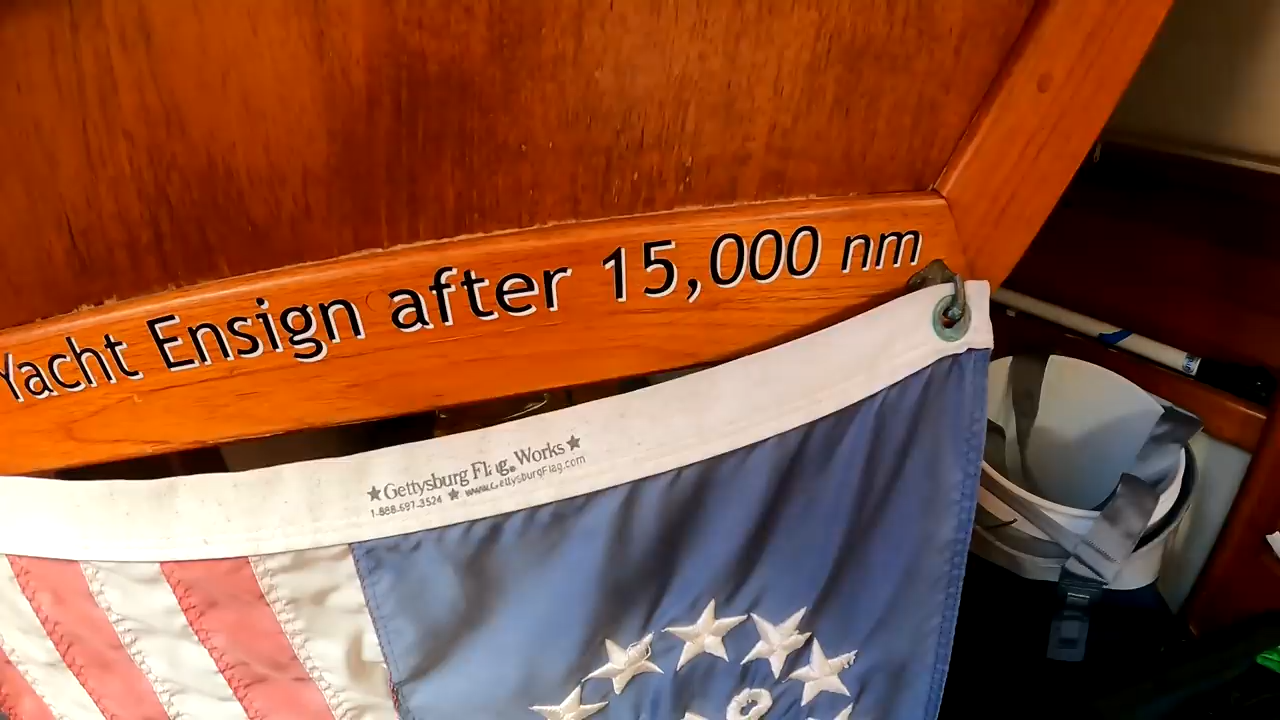 Yacht Ensign after 15,000 nm
★Gettysburg Flag Works★
1-888-697-3524 ★ www.GettysburgFlag.com